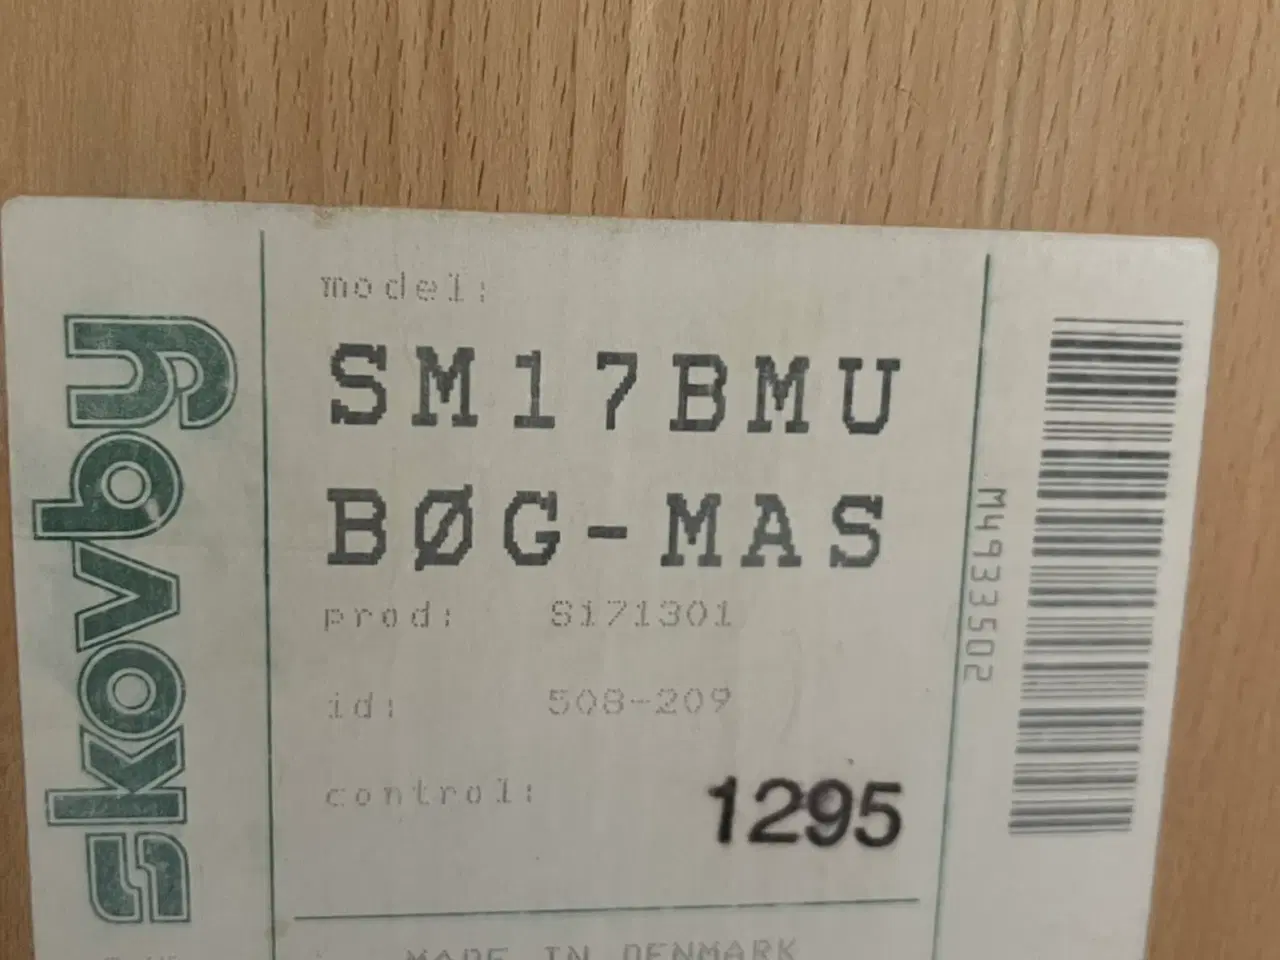 skovby
model:
SM17BMU
BØG-MAS
prod: S171301
id: 508-209
control: 1295
MADE IN DENMARK
M4933502